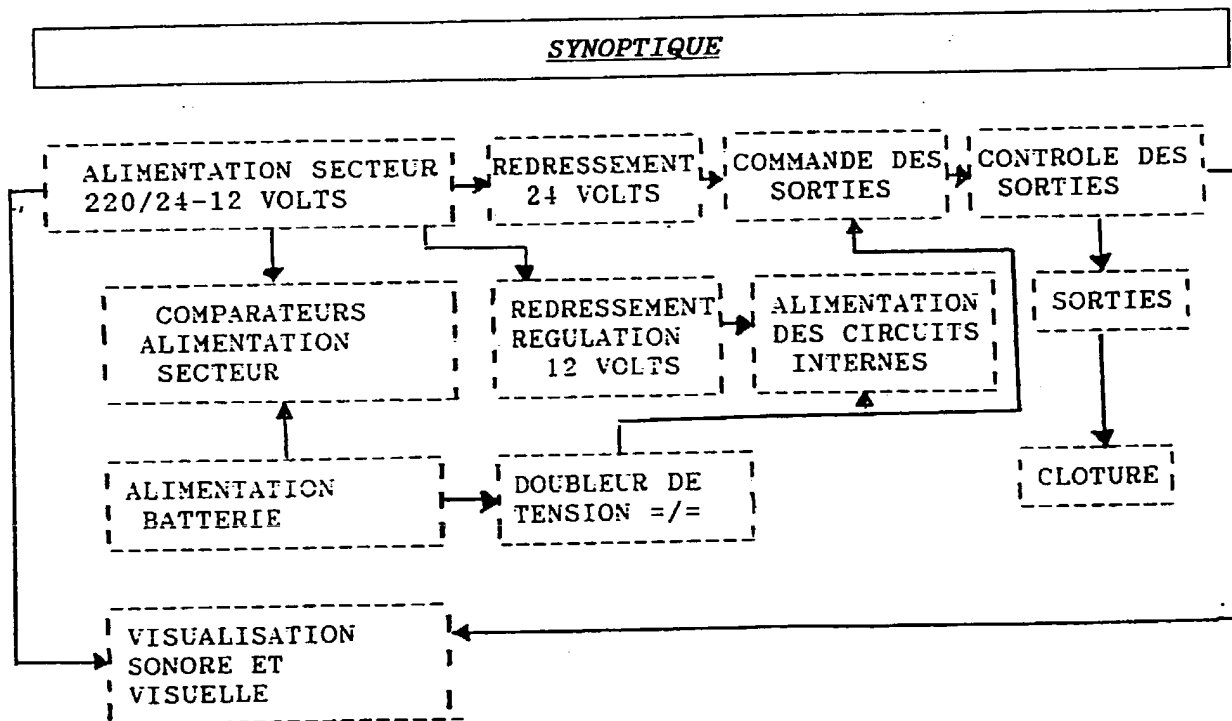 SYNOPTIQUE
ALIMENTATION SECTEUR
220/24-12 VOLTS
REDRESSEMENT
24 VOLTS
COMMANDE DES
SORTIES
CONTROLE DES
SORTIES
COMPARATEURS
ALIMENTATION
SECTEUR
REDRESSEMENT
REGULATION
12 VOLTS
ALIMENTATION
DES CIRCUITS
INTERNES
SORTIES
ALIMENTATION
BATTERIE
DOUBLEUR DE
TENSION =/=
CLOTURE
VISUALISATION
SONORE ET
VISUELLE